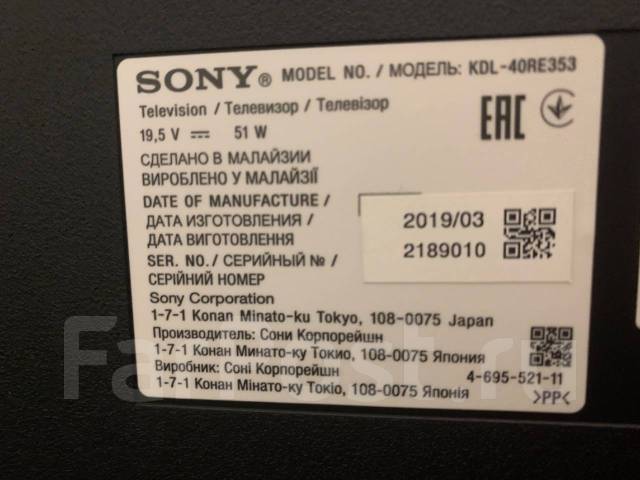 SONY® MODEL NO. / МОДЕЛЬ: KDL-40RE353
Television / Телевизор / Телевізор
19,5 V ⎓ 51 W
EAC
СДЕЛАНО В МАЛАЙЗИИ
ВИРОБЛЕНО У МАЛАЙЗІЇ
DATE OF MANUFACTURE /
ДАТА ИЗГОТОВЛЕНИЯ /
ДАТА ВИГОТОВЛЕННЯ
2019/03
SER. NO. / СЕРИЙНЫЙ № /
СЕРІЙНИЙ НОМЕР
2189010
Sony Corporation
1-7-1 Konan Minato-ku Tokyo, 108-0075 Japan
Производитель: Сони Корпорейшн
1-7-1 Конан Минато-ку Токио, 108-0075 Япония
Виробник: Соні Корпорейшн
1-7-1 Конан Мінато-ку Токіо, 108-0075 Японія
4-695-521-11
>PP<